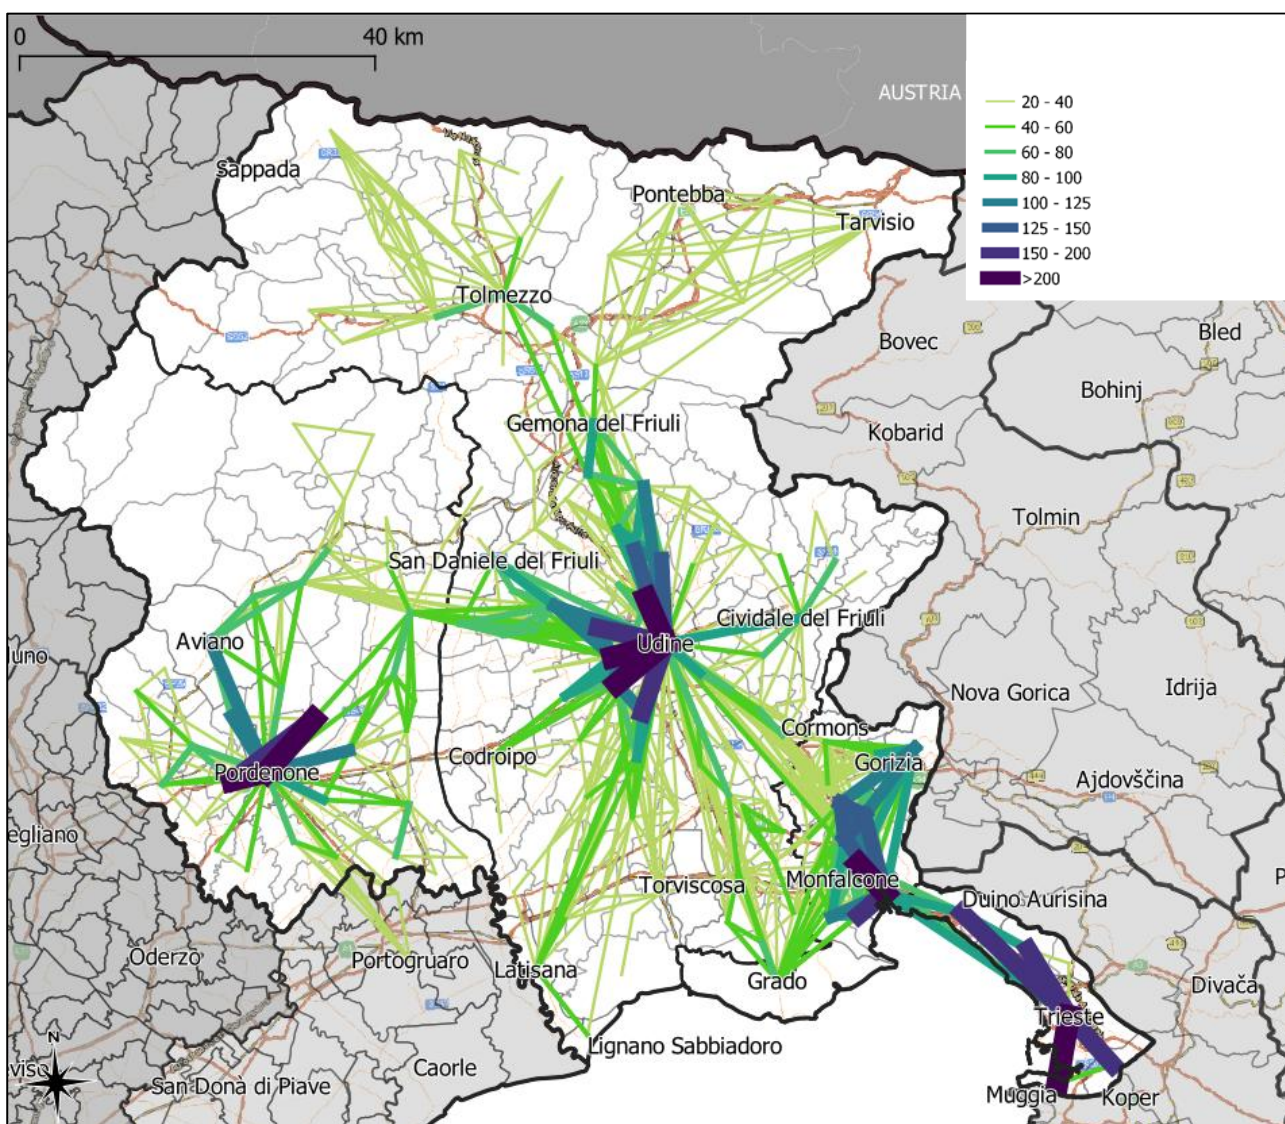 0 40 km
AUSTRIA
20 - 40
40 - 60
60 - 80
80 - 100
100 - 125
125 - 150
150 - 200
>200
Sappada
Pontebba
Tarvisio
Tolmezzo
Bovec
Bled
Bohinj
Gemona del Friuli
Kobarid
Tolmin
San Daniele del Friuli
Cividale del Friuli
Aviano
Udine
Nova Gorica
Idrija
Cormons
Codroipo
Gorizia
Pordenone
Ajdovščina
Monfalcone
Torviscosa
Duino Aurisina
Oderzo
Portogruaro
Latisana
Grado
Divača
Trieste
Lignano Sabbiadoro
N
Caorle
San Donà di Piave
Muggia
Koper